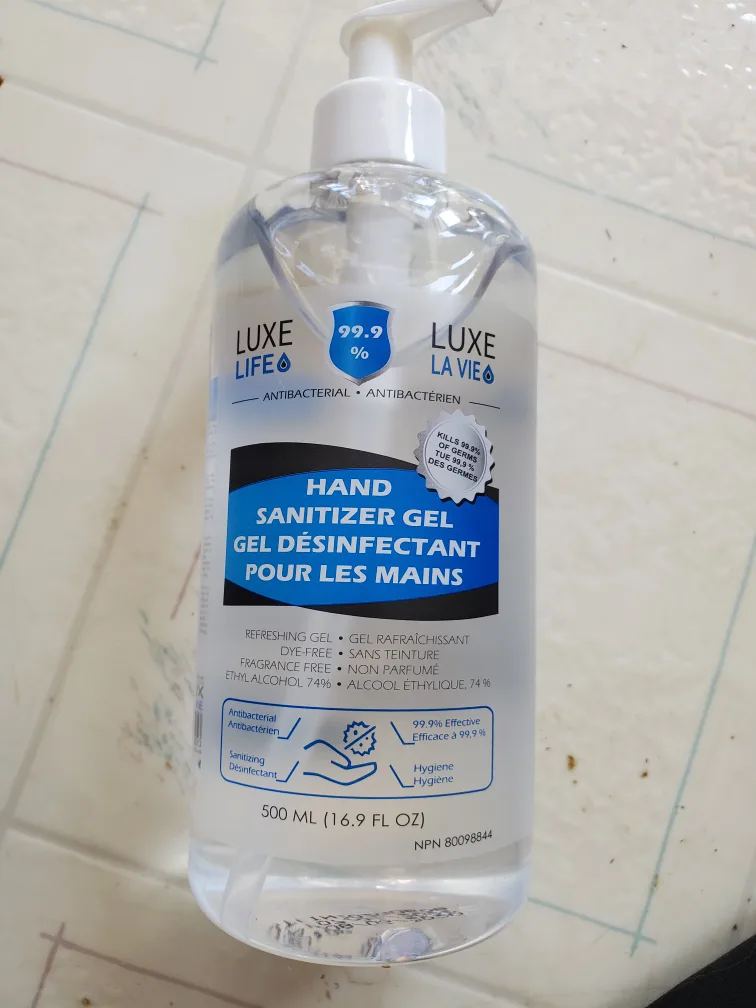 LUXE
LIFE
99.9
%
LUXE
LA VIE
ANTIBACTERIAL • ANTIBACTÉRIEN
KILLS 99.9%
OF GERMS
TUE 99,9 %
DES GERMES
HAND
SANITIZER GEL
GEL DÉSINFECTANT
POUR LES MAINS
REFRESHING GEL • GEL RAFRAÎCHISSANT
DYE-FREE • SANS TEINTURE
FRAGRANCE FREE • NON PARFUMÉ
ETHYL ALCOHOL 74% • ALCOOL ÉTHYLIQUE, 74 %
Antibacterial
Antibactérien
99.9% Effective
Efficace à 99,9 %
Sanitizing
Désinfectant
Hygiene
Hygiène
500 ML (16.9 FL OZ)
NPN 80098844